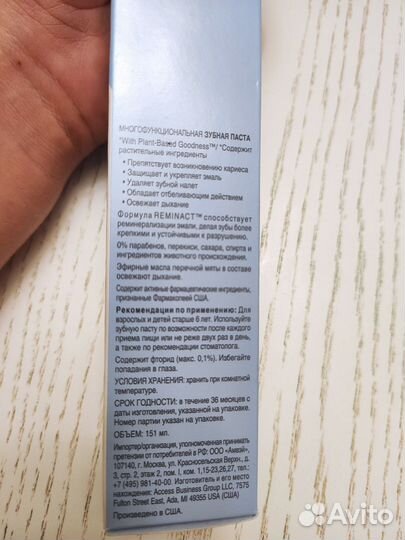 МНОГОФУНКЦИОНАЛЬНАЯ ЗУБНАЯ ПАСТА
*With Plant-Based Goodness™/ *Содержит
растительные ингредиенты
• Препятствует возникновению кариеса
• Защищает и укрепляет эмаль
• Удаляет зубной налет
• Обладает отбеливающим действием
• Освежает дыхание
Формула REMINACT™ способствует
реминерализации эмали, делая зубы более
крепкими и устойчивыми к разрушению.
0% парабенов, перекиси, сахара, спирта и
ингредиентов животного происхождения.
Эфирные масла перечной мяты в составе
освежают дыхание.
Содержит активные фармацевтические ингредиенты,
признанные Фармакопеей США.
Рекомендации по применению: Для
взрослых и детей старше 6 лет. Используйте
зубную пасту по возможности после каждого
приема пищи или не реже двух раз в день,
а также по рекомендации стоматолога.
Содержит фторид (макс. 0,1%). Избегайте
попадания в глаза.
УСЛОВИЯ ХРАНЕНИЯ: хранить при комнатной
температуре.
СРОК ГОДНОСТИ: в течение 36 месяцев с
даты изготовления, указанной на упаковке.
Номер партии указан на упаковке.
ОБЪЕМ: 151 мл.
Импортер/организация, уполномоченная принимать
претензии от потребителей в РФ: ООО «Амвэй»,
107140, г. Москва, ул. Красносельская Верхн., д.
3, стр. 2, этаж 2, пом. I, ком. 1,15-23,26,27, тел.:
+7 (495) 981-40-00. Изготовитель и его место
нахождения: Access Business Group LLC, 7575
Fulton Street East, Ada, MI 49355 USA (США)
Произведено в США.
Avito